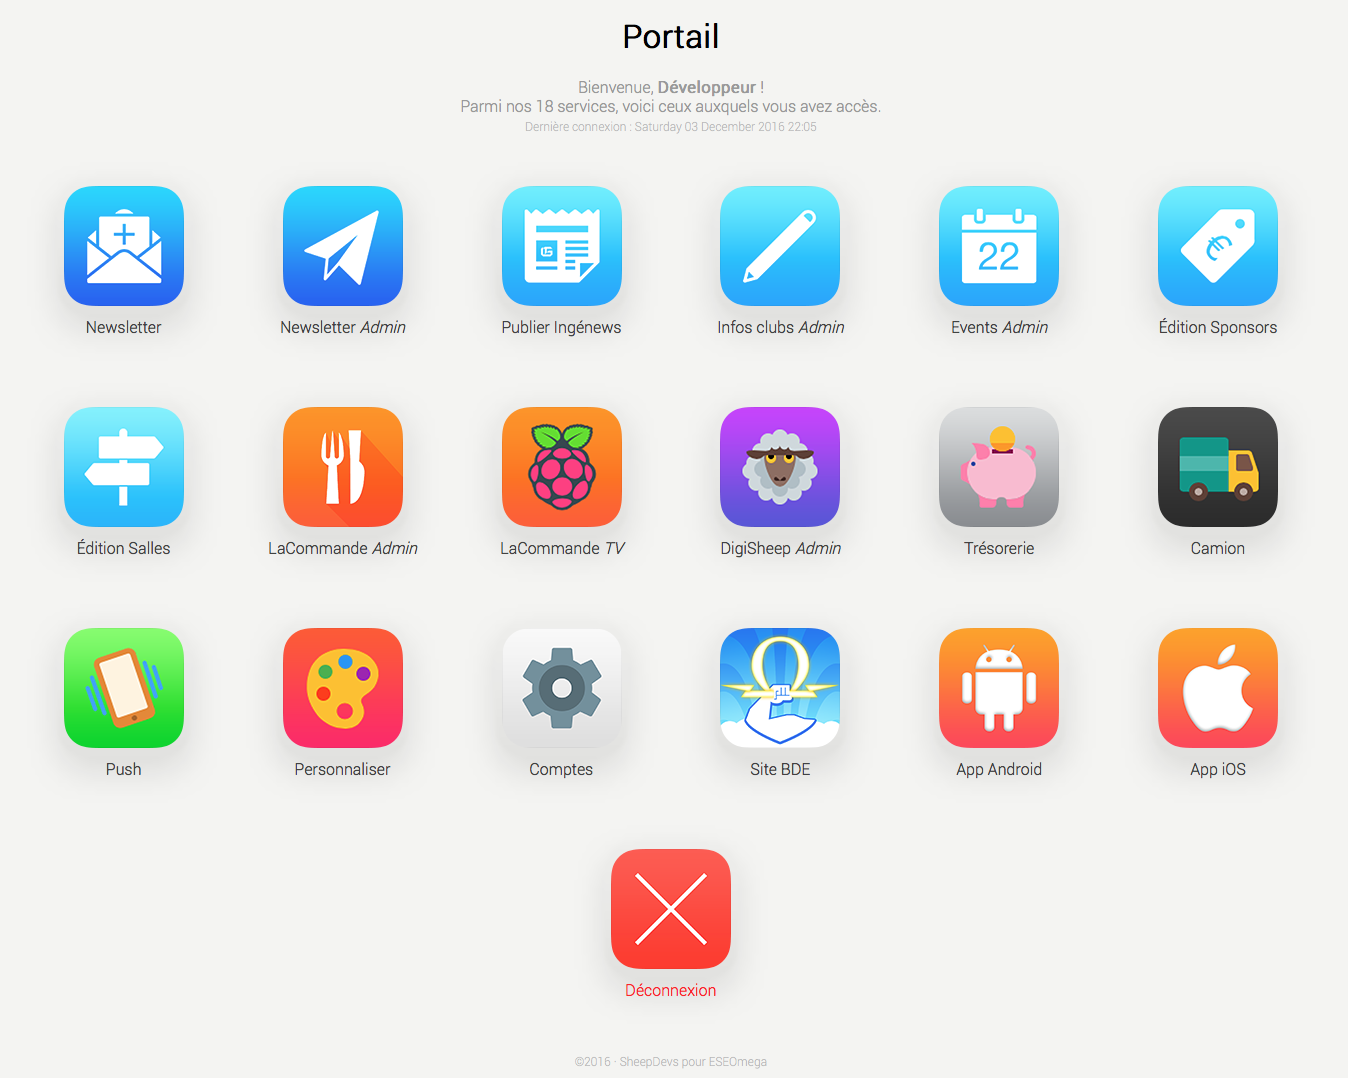 Portail
Bienvenue, Développeur !
Parmi nos 18 services, voici ceux auxquels vous avez accès.
Dernière connexion : Saturday 03 December 2016 22:05
22
€
Newsletter
Newsletter Admin
Publier Ingénews
Infos clubs Admin
Events Admin
Édition Sponsors
Édition Salles
LaCommande Admin
LaCommande TV
DigiSheep Admin
Trésorerie
Camion
Ω
Push
Personnaliser
Comptes
Site BDE
App Android
App iOS
Déconnexion
©2016 · SheepDevs pour ESEOmega